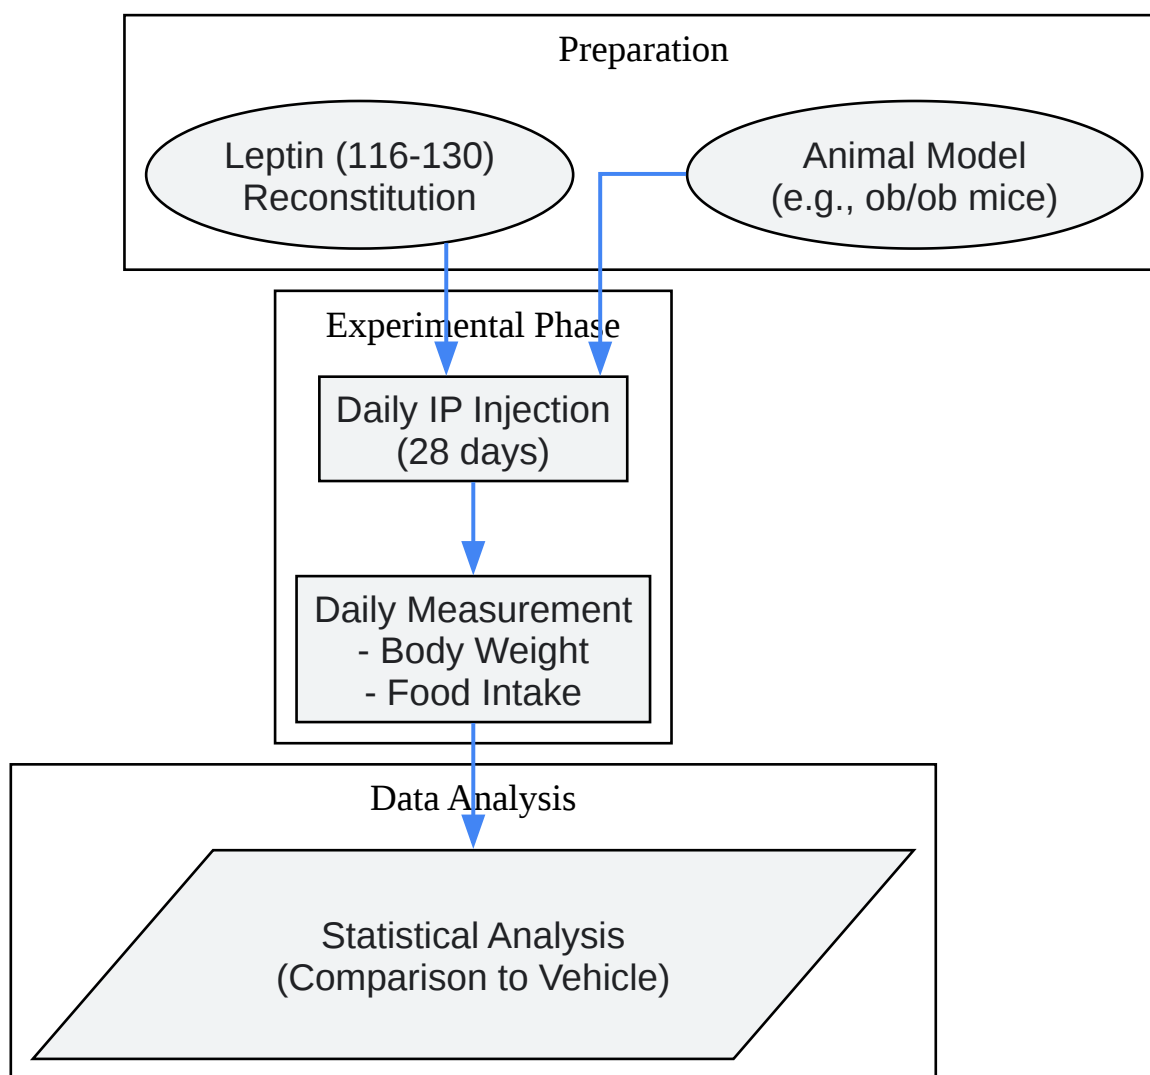 Preparation
Leptin (116-130)
Reconstitution
Animal Model
(e.g., ob/ob mice)
Experimental Phase
Daily IP Injection
(28 days)
Daily Measurement
- Body Weight
- Food Intake
Data Analysis
Statistical Analysis
(Comparison to Vehicle)